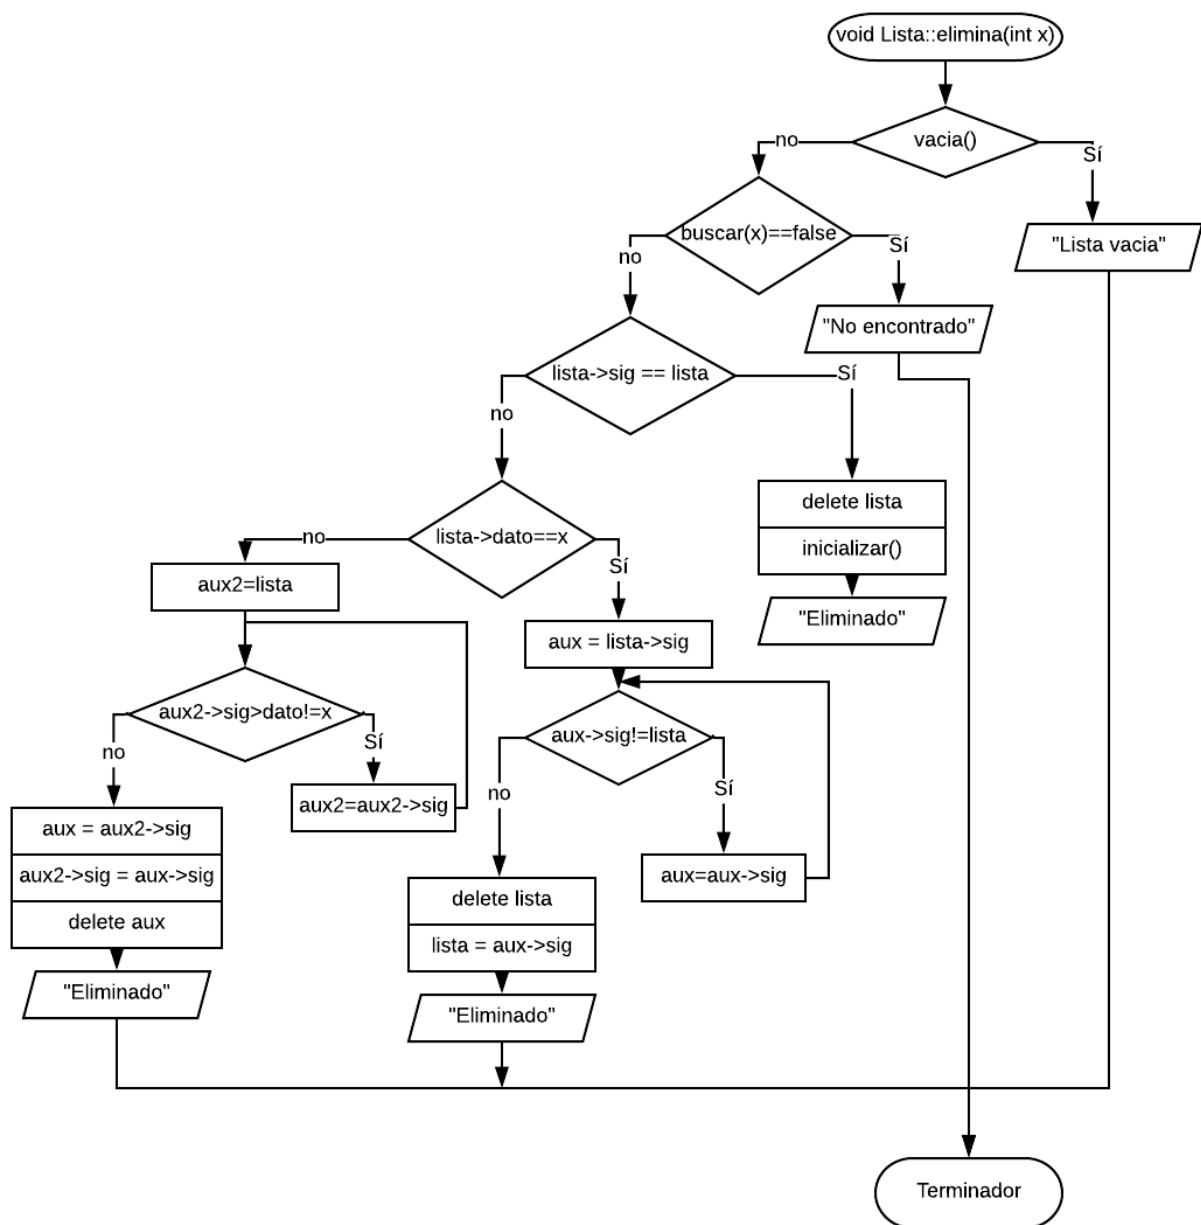 void Lista::elimina(int x)
vacia()
no
Sí
"Lista vacia"
buscar(x)==false
no
Sí
"No encontrado"
lista->sig == lista
no
Sí
delete lista
inicializar()
"Eliminado"
lista->dato==x
no
Sí
aux2=lista
aux2->sig>dato!=x
no
Sí
aux2=aux2->sig
aux = aux2->sig
aux2->sig = aux->sig
delete aux
"Eliminado"
aux = lista->sig
aux->sig!=lista
no
Sí
aux=aux->sig
delete lista
lista = aux->sig
"Eliminado"
Terminador